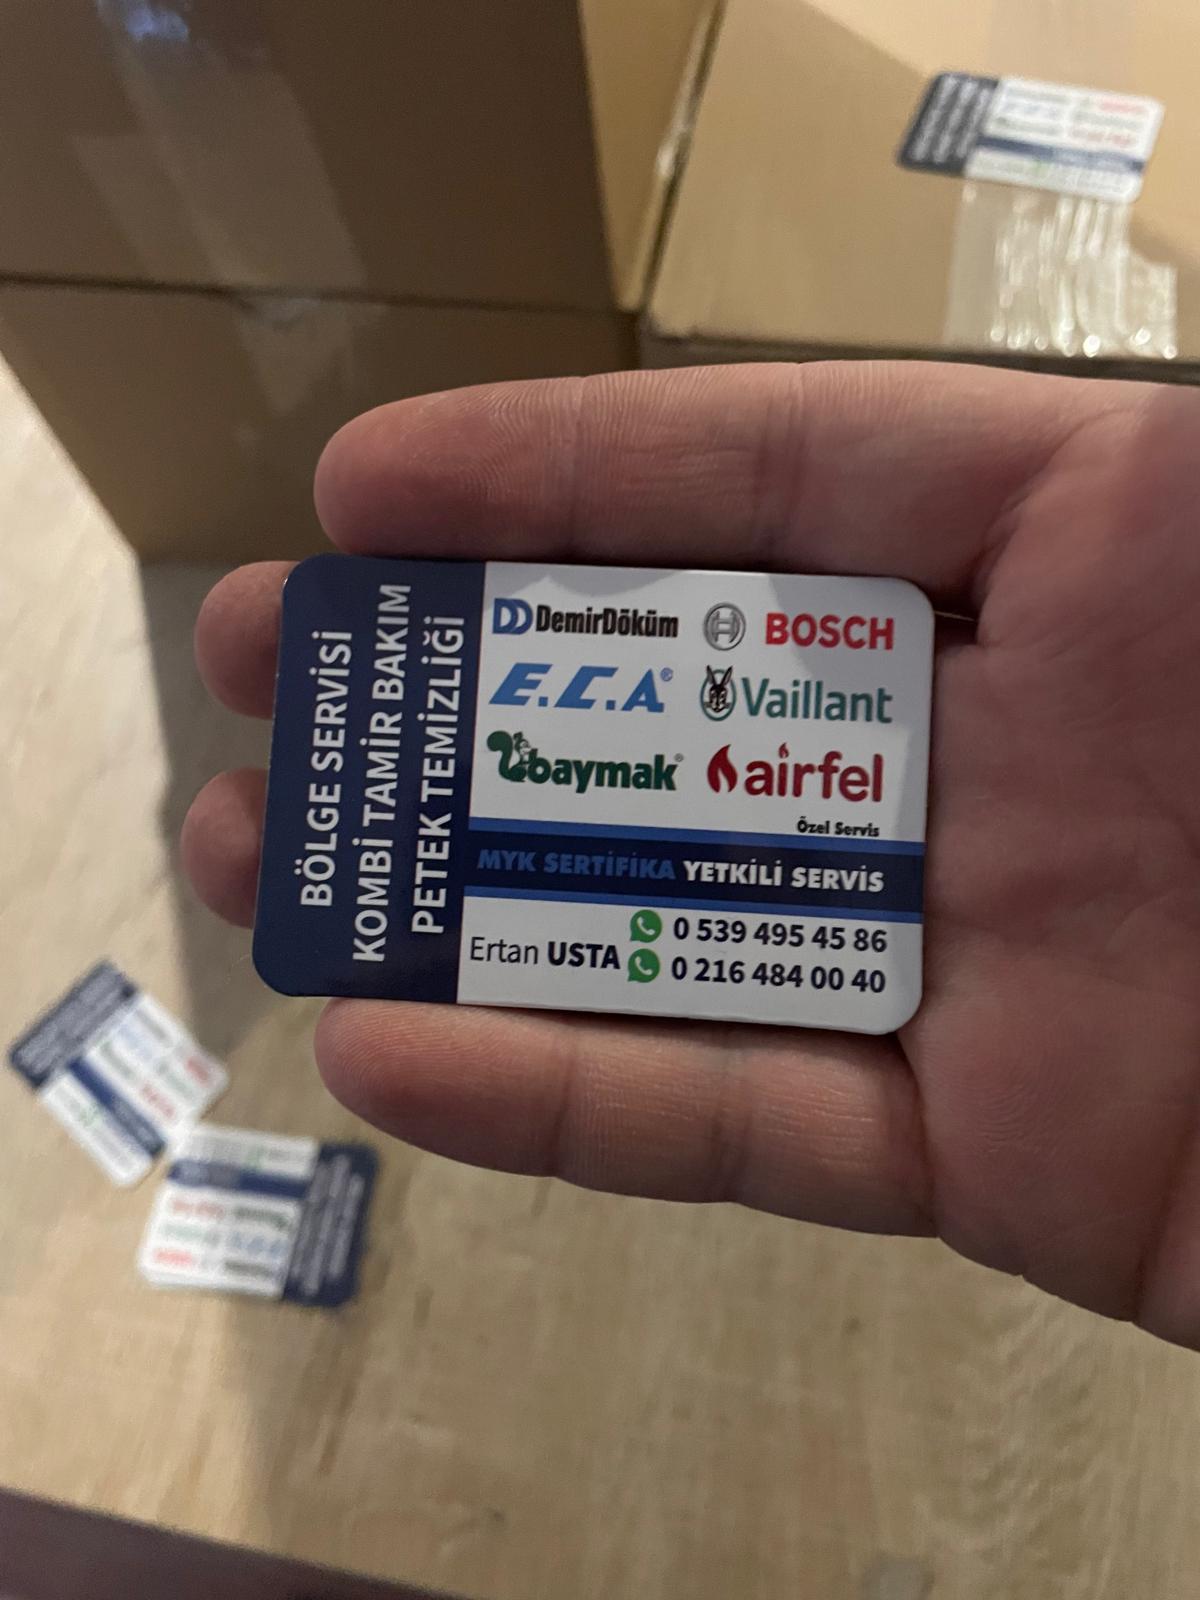 BÖLGE SERVİSİ
KOMBİ TAMİR BAKIM
PETEK TEMİZLİĞİ
DemirDöküm
BOSCH
E.C.A®
Vaillant
baymak®
airfel
Özel Servis
MYK SERTİFİKA YETKİLİ SERVİS
Ertan USTA
0 539 495 45 86
0 216 484 00 40